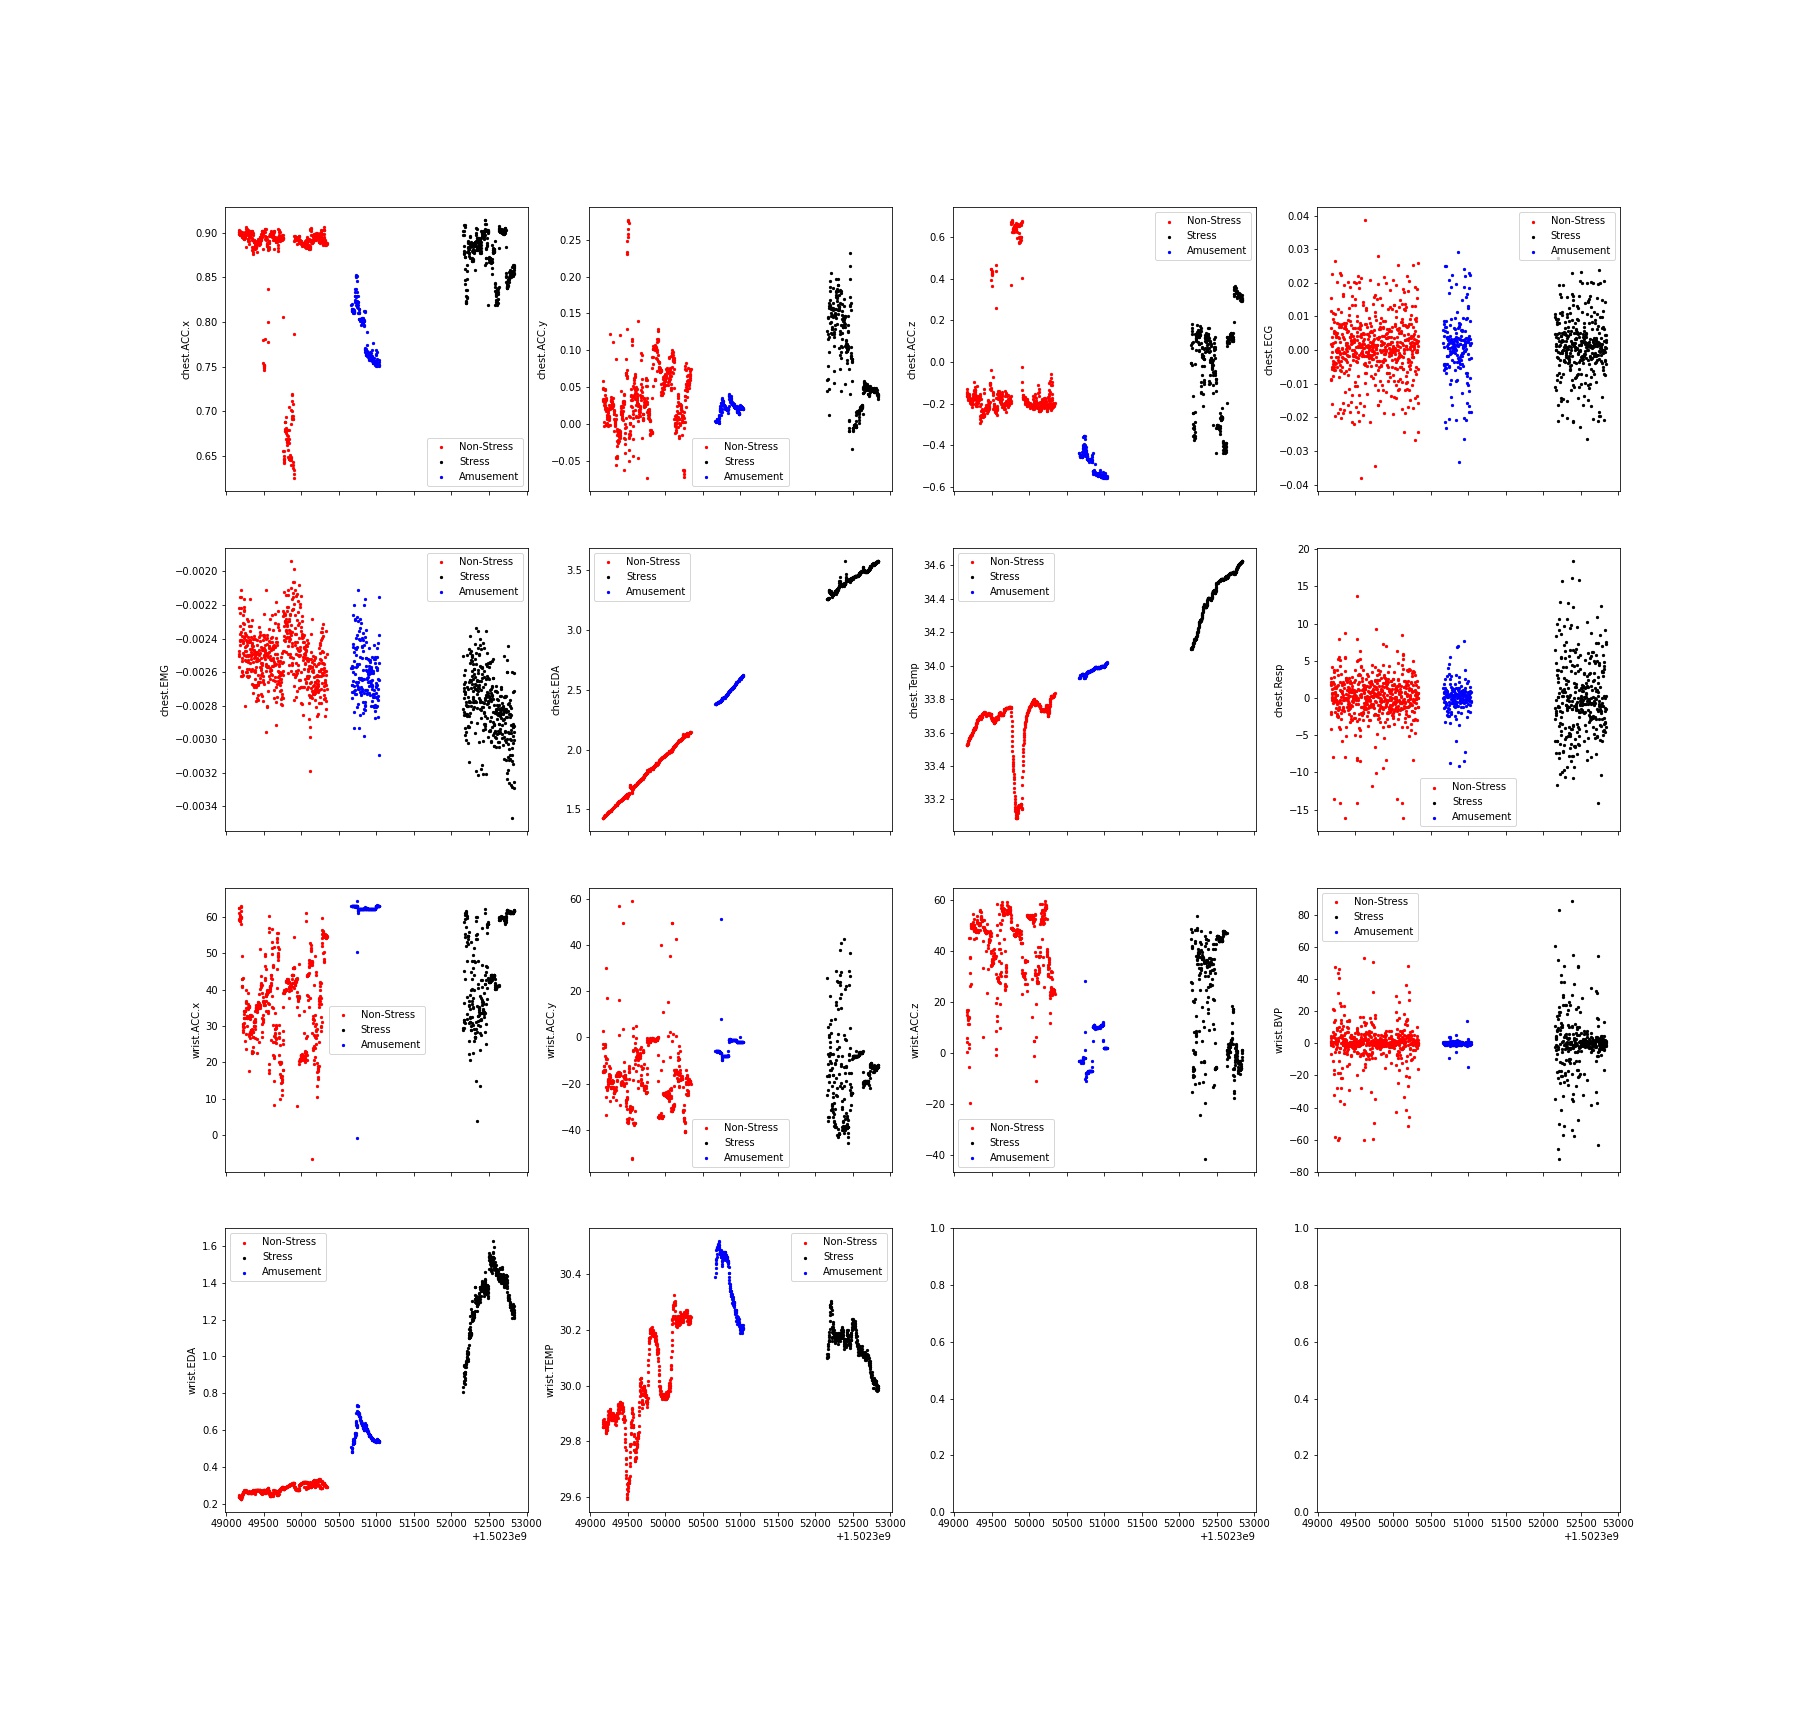 0.90
0.85
0.80
0.75
0.70
0.65
chest.ACC.x
Non-Stress
Stress
Amusement
0.25
0.20
0.15
0.10
0.05
0.00
−0.05
chest.ACC.y
Non-Stress
Stress
Amusement
0.6
0.4
0.2
0.0
−0.2
−0.4
−0.6
chest.ACC.z
Non-Stress
Stress
Amusement
0.04
0.03
0.02
0.01
0.00
−0.01
−0.02
−0.03
−0.04
chest.ECG
Non-Stress
Stress
Amusement
−0.0020
−0.0022
−0.0024
−0.0026
−0.0028
−0.0030
−0.0032
−0.0034
chest.EMG
Non-Stress
Stress
Amusement
3.5
3.0
2.5
2.0
1.5
chest.EDA
Non-Stress
Stress
Amusement
34.6
34.4
34.2
34.0
33.8
33.6
33.4
33.2
chest.Temp
Non-Stress
Stress
Amusement
20
15
10
5
0
−5
−10
−15
chest.Resp
Non-Stress
Stress
Amusement
60
50
40
30
20
10
0
wrist.ACC.x
Non-Stress
Stress
Amusement
60
40
20
0
−20
−40
wrist.ACC.y
Non-Stress
Stress
Amusement
60
40
20
0
−20
−40
wrist.ACC.z
Non-Stress
Stress
Amusement
80
60
40
20
0
−20
−40
−60
−80
wrist.BVP
Non-Stress
Stress
Amusement
1.6
1.4
1.2
1.0
0.8
0.6
0.4
0.2
wrist.EDA
Non-Stress
Stress
Amusement
49000 49500 50000 50500 51000 51500 52000 52500 53000
+1.5023e9
30.4
30.2
30.0
29.8
29.6
wrist.TEMP
Non-Stress
Stress
Amusement
49000 49500 50000 50500 51000 51500 52000 52500 53000
+1.5023e9
1.0
0.8
0.6
0.4
0.2
0.0
49000 49500 50000 50500 51000 51500 52000 52500 53000
+1.5023e9
1.0
0.8
0.6
0.4
0.2
0.0
49000 49500 50000 50500 51000 51500 52000 52500 53000
+1.5023e9